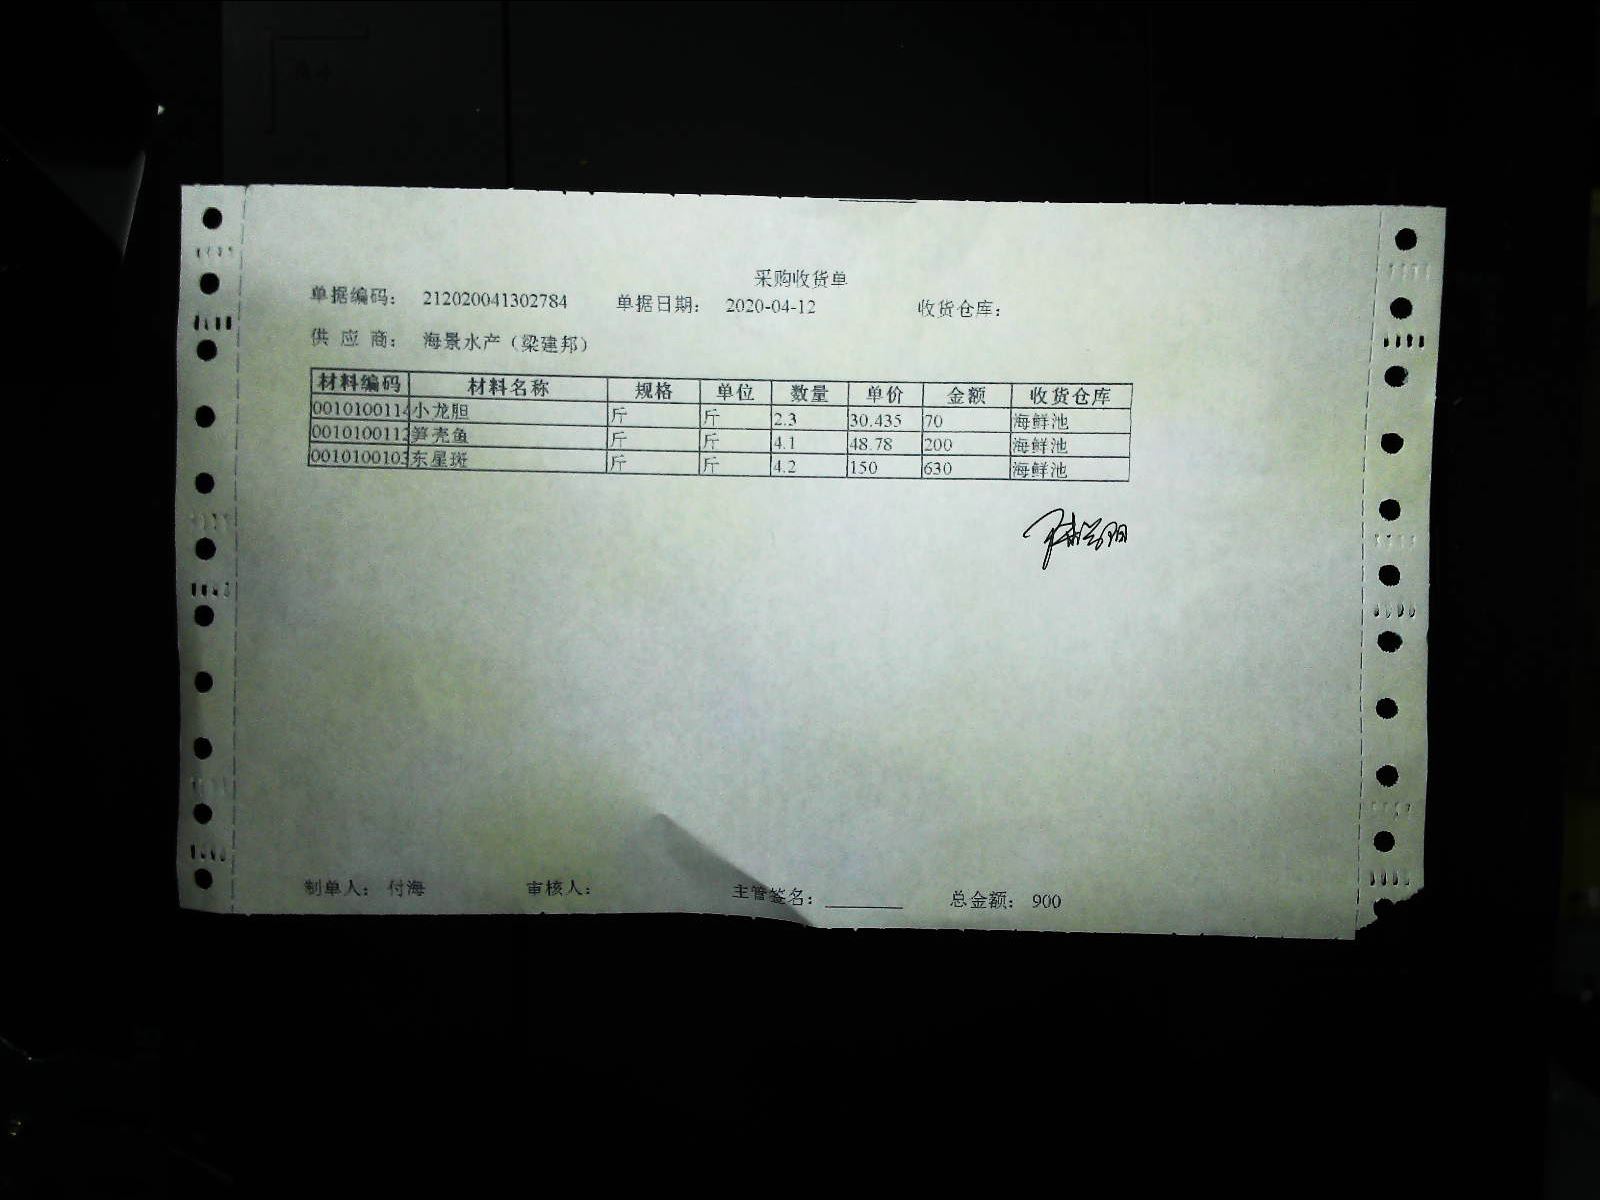 采购收货单
单据编码： 212020041302784 单据日期： 2020-04-12 收货仓库：
供 应 商： 海景水产（梁建邦）
材料编码 材料名称 规格 单位 数量 单价 金额 收货仓库
0010100114 小龙胆 斤 斤 2.3 30.435 70 海鲜池
0010100112 笋壳鱼 斤 斤 4.1 48.78 200 海鲜池
0010100103 东星斑 斤 斤 4.2 150 630 海鲜池
制单人： 付海 审核人： 主管签名：________ 总金额： 900